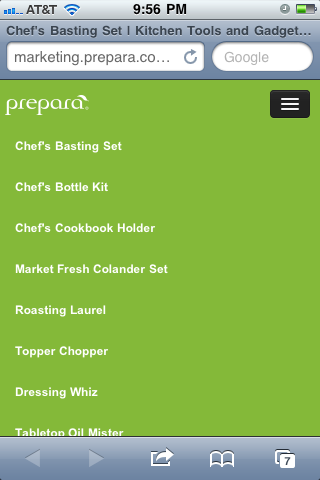 AT&T 9:56 PM
Chef's Basting Set | Kitchen Tools and Gadget...
marketing.prepara.co... Google
prepara
Chef's Basting Set
Chef's Bottle Kit
Chef's Cookbook Holder
Market Fresh Colander Set
Roasting Laurel
Topper Chopper
Dressing Whiz
Tabletop Oil Mister
7